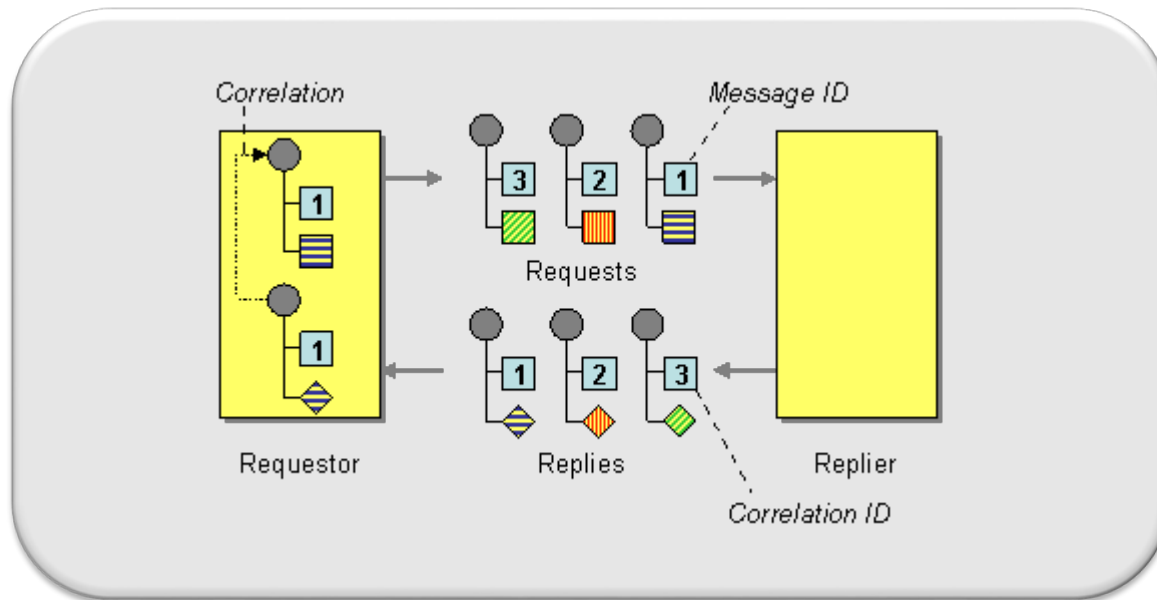 Correlation
Message ID
1
3 2 1
Requests
1
1 2 3
Requestor
Replies
Replier
Correlation ID